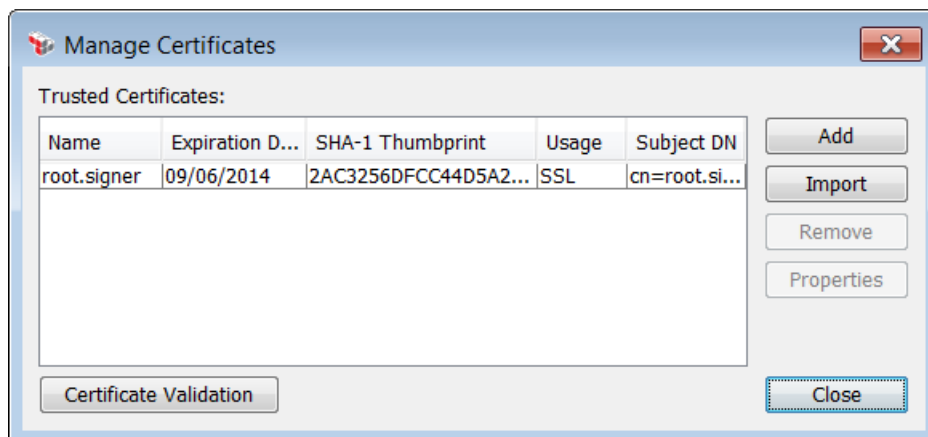 Manage Certificates
Trusted Certificates:
Name Expiration D... SHA-1 Thumbprint Usage Subject DN
root.signer 09/06/2014 2AC3256DFCC44D5A2... SSL cn=root.si...
Add
Import
Remove
Properties
Certificate Validation Close